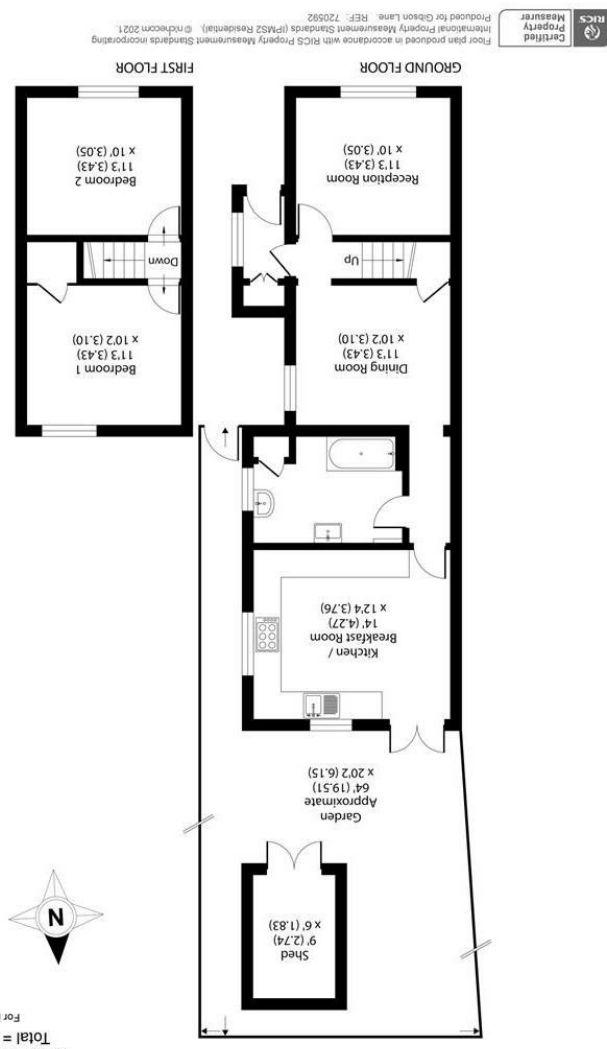 Total =
For
N
Shed
9' (2.74)
x 6' (1.83)
Garden
Approximate
64' (19.51)
x 20'2 (6.15)
Kitchen /
Breakfast Room
14' (4.27)
x 12'4 (3.76)
Dining Room
11'3 (3.43)
x 10'2 (3.10)
Up
Reception Room
11'3 (3.43)
x 10' (3.05)
GROUND FLOOR
Bedroom 1
11'3 (3.43)
x 10'2 (3.10)
Down
Bedroom 2
11'3 (3.43)
x 10' (3.05)
FIRST FLOOR
RICS
Certified
Property
Measurer
Floor plan produced in accordance with RICS Property Measurement Standards incorporating
International Property Measurement Standards (IPMS2 Residential). ©nichecom 2021.
Produced for Gibson Lane REF: 720592